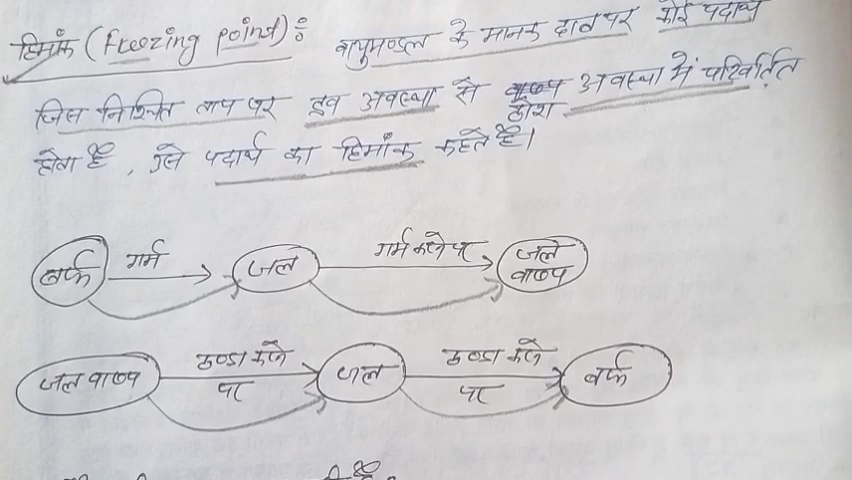 हिमांक (Freezing point) : वायुमण्डल के मानक दाब पर कोई पदार्थ
जिस निश्चित ताप पर द्रव अवस्था से ठोस अवस्था में परिवर्तित
होता है, उसे पदार्थ का हिमांक कहते है।
बर्फ गर्म जल गर्म करने पर जल वाष्प
जल वाष्प ठण्डा करने पर जल ठण्डा करने पर बर्फ